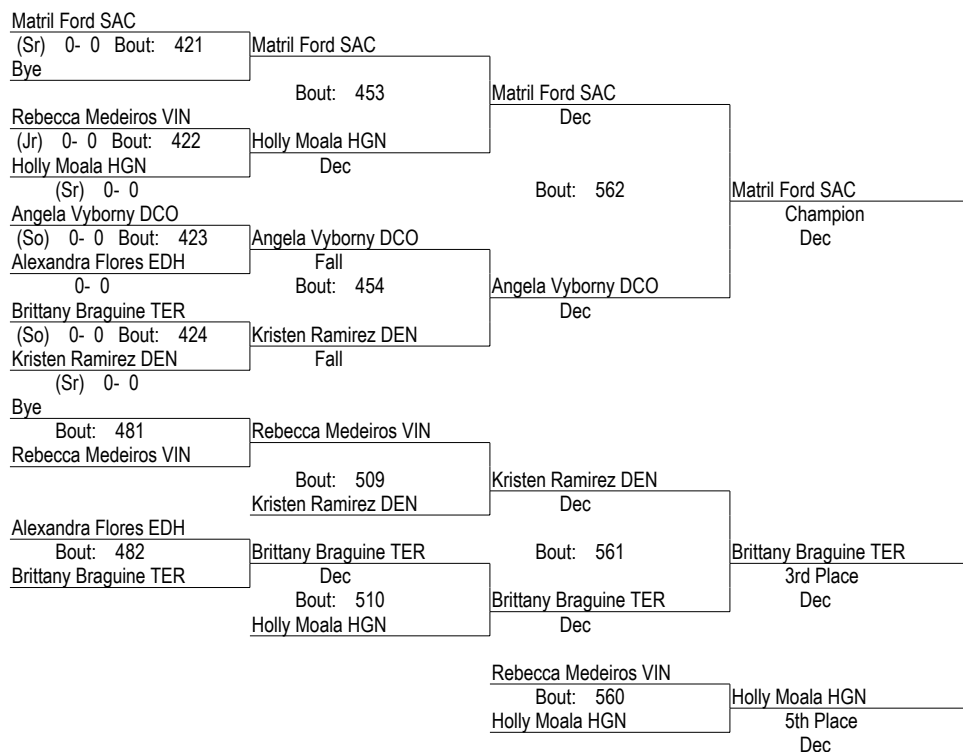 Matril Ford SAC
(Sr) 0- 0 Bout: 421
Matril Ford SAC
Bye
Bout: 453
Matril Ford SAC
Dec
Rebecca Medeiros VIN
(Jr) 0- 0 Bout: 422
Holly Moala HGN
Holly Moala HGN
Dec
(Sr) 0- 0
Bout: 562
Matril Ford SAC
Champion
Dec
Angela Vyborny DCO
(So) 0- 0 Bout: 423
Angela Vyborny DCO
Alexandra Flores EDH
Fall
0- 0
Bout: 454
Angela Vyborny DCO
Dec
Brittany Braguine TER
(So) 0- 0 Bout: 424
Kristen Ramirez DEN
Kristen Ramirez DEN
Fall
(Sr) 0- 0
Bye
Bout: 481
Rebecca Medeiros VIN
Rebecca Medeiros VIN
Bout: 509
Kristen Ramirez DEN
Kristen Ramirez DEN
Dec
Alexandra Flores EDH
Bout: 482
Brittany Braguine TER
Bout: 561
Brittany Braguine TER
Brittany Braguine TER
Dec
3rd Place
Bout: 510
Brittany Braguine TER
Dec
Holly Moala HGN
Dec
Rebecca Medeiros VIN
Bout: 560
Holly Moala HGN
Holly Moala HGN
5th Place
Dec